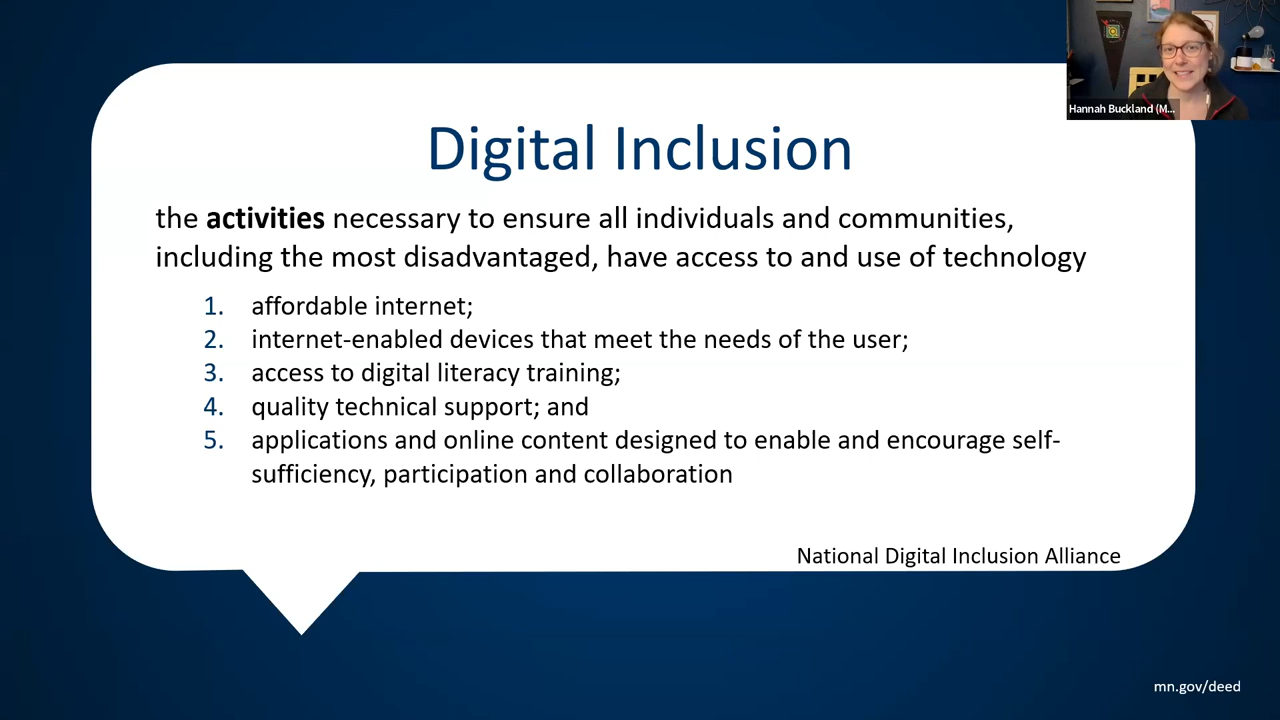 Hannah Buckland (M...
Digital Inclusion
the activities necessary to ensure all individuals and communities,
including the most disadvantaged, have access to and use of technology
1. affordable internet;
2. internet-enabled devices that meet the needs of the user;
3. access to digital literacy training;
4. quality technical support; and
5. applications and online content designed to enable and encourage self-
sufficiency, participation and collaboration
National Digital Inclusion Alliance
mn.gov/deed